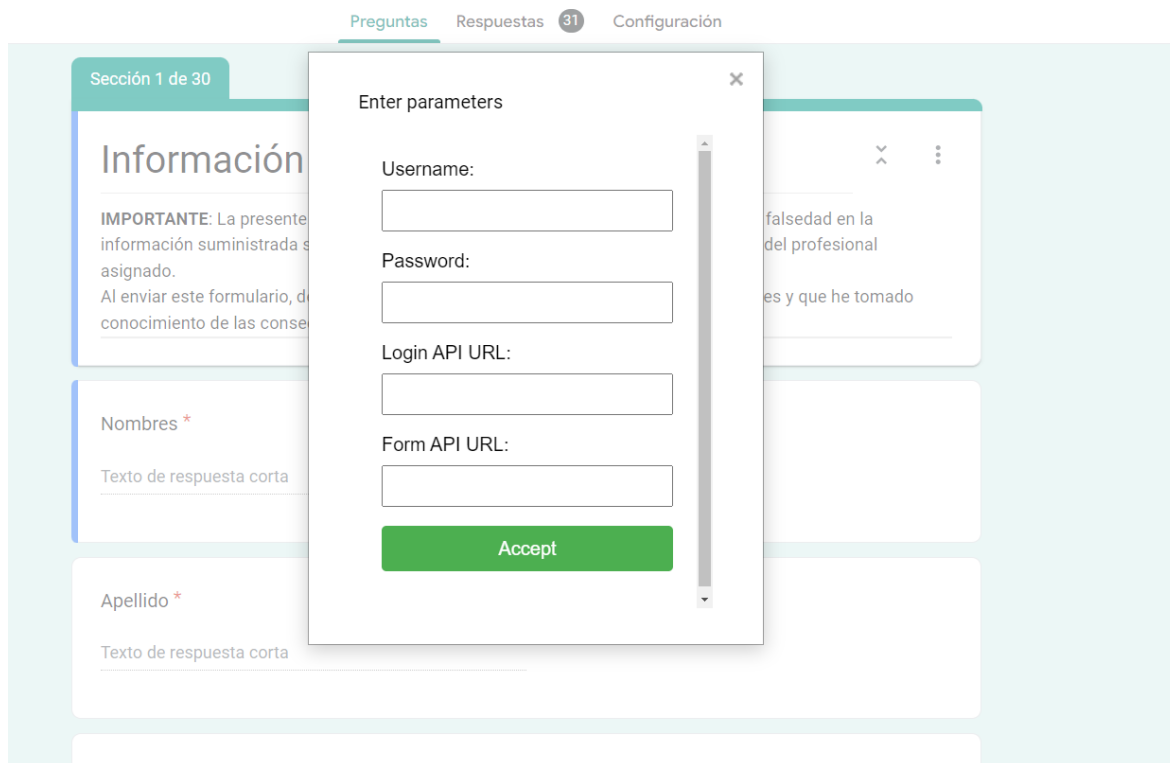 Preguntas Respuestas 31 Configuración
Sección 1 de 30
Información
IMPORTANTE: La presente
información suministrada s
asignado.
Al enviar este formulario, d
conocimiento de las conse
falsedad en la
del profesional
es y que he tomado
Nombres *
Texto de respuesta corta
Apellido *
Texto de respuesta corta
×
Enter parameters
Username:
Password:
Login API URL:
Form API URL:
Accept